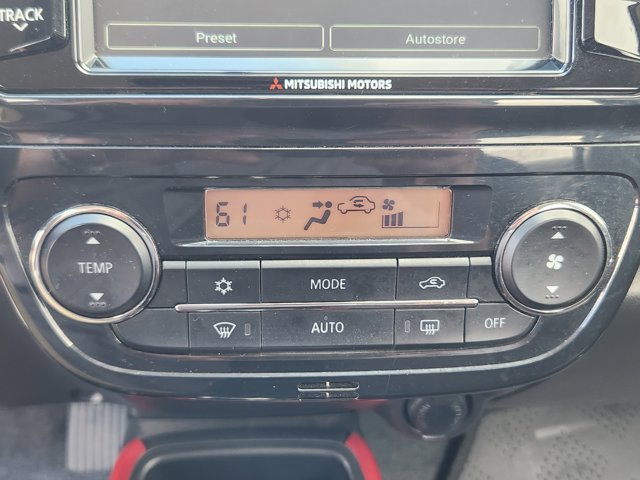 TRACK
Preset
Autostore
MITSUBISHI MOTORS
61
TEMP
MODE
AUTO
OFF